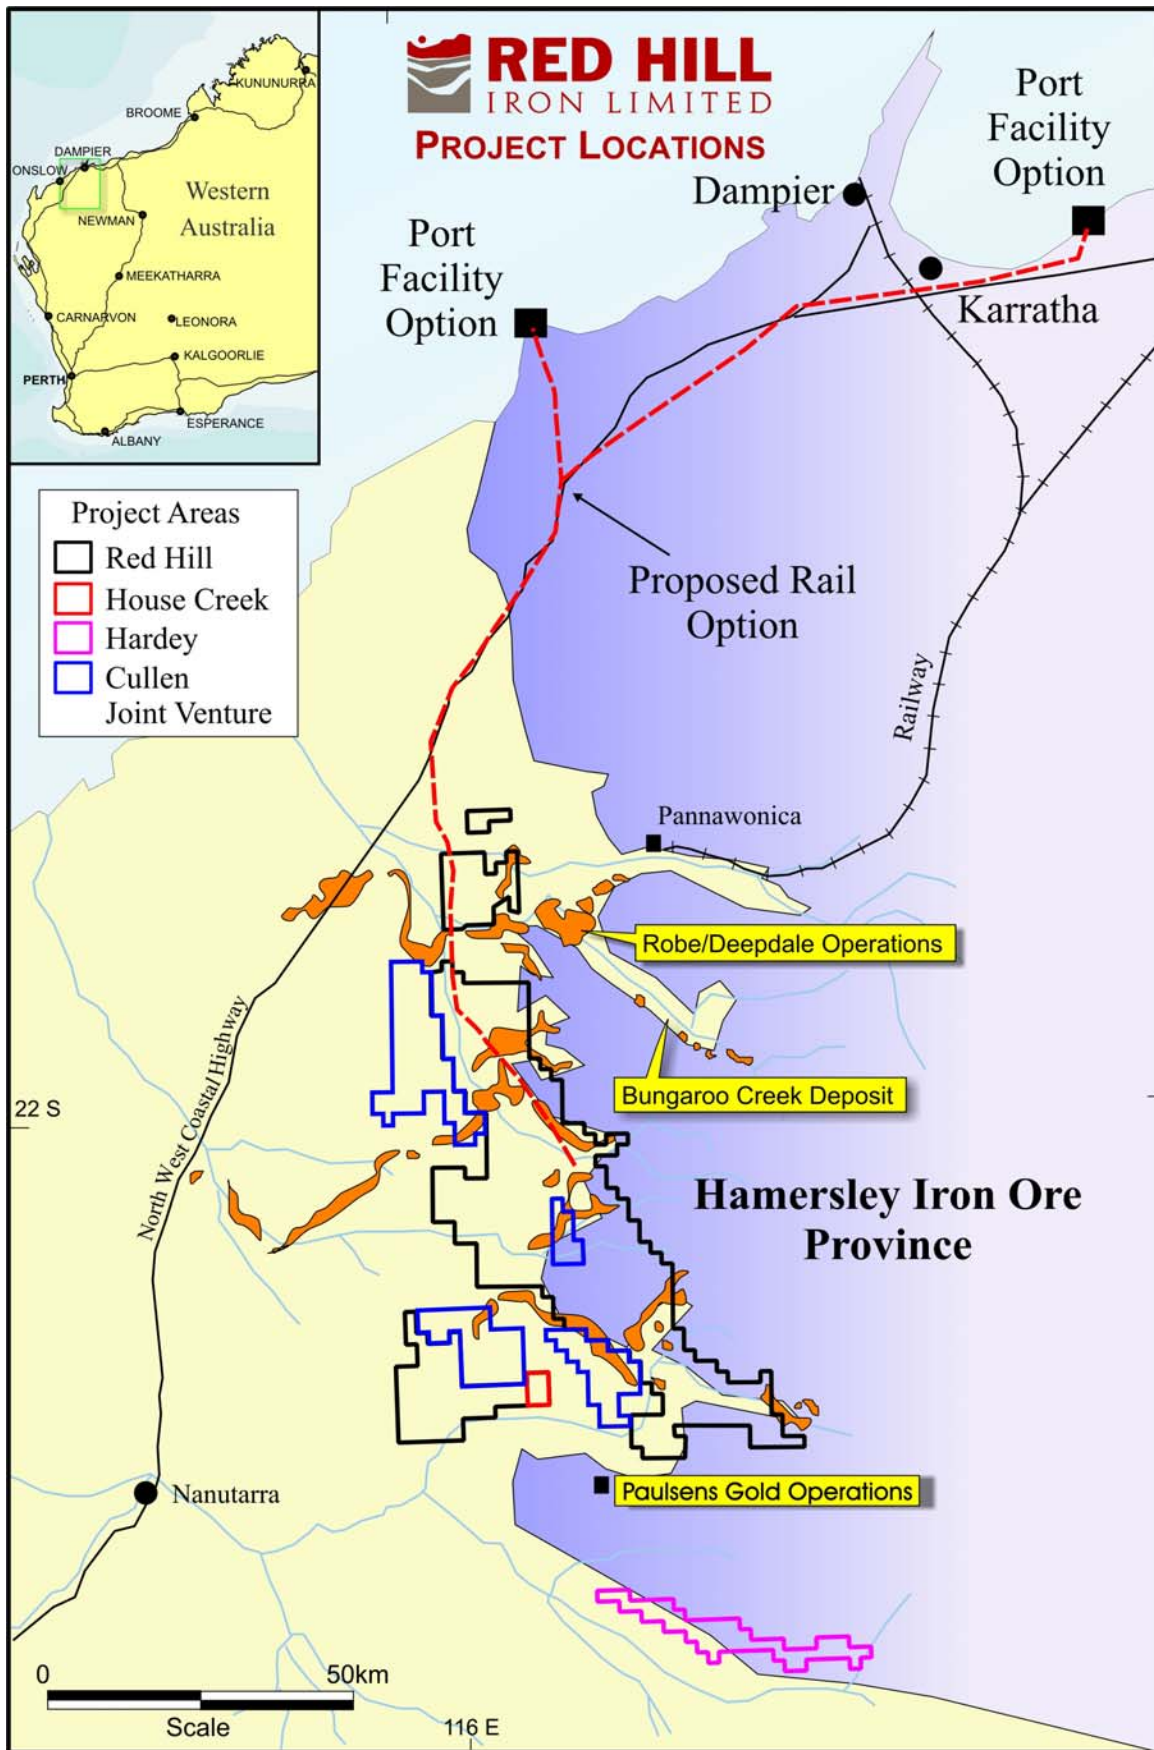 RED HILL
IRON LIMITED
PROJECT LOCATIONS
KUNUNURRA
BROOME
DAMPIER
ONSLOW
Western
Australia
NEWMAN
MEEKATHARRA
CARNARVON
LEONORA
KALGOORLIE
PERTH
ESPERANCE
ALBANY
Port
Facility
Option
Dampier
Port
Facility
Option
Karratha
Project Areas
Red Hill
House Creek
Hardey
Cullen
Joint Venture
Proposed Rail
Option
Railway
Pannawonica
Robe/Deepdale Operations
Bungaroo Creek Deposit
22 S
North West Coastal Highway
Hamersley Iron Ore
Province
Nanutarra
Paulsens Gold Operations
0 50km
Scale
116 E